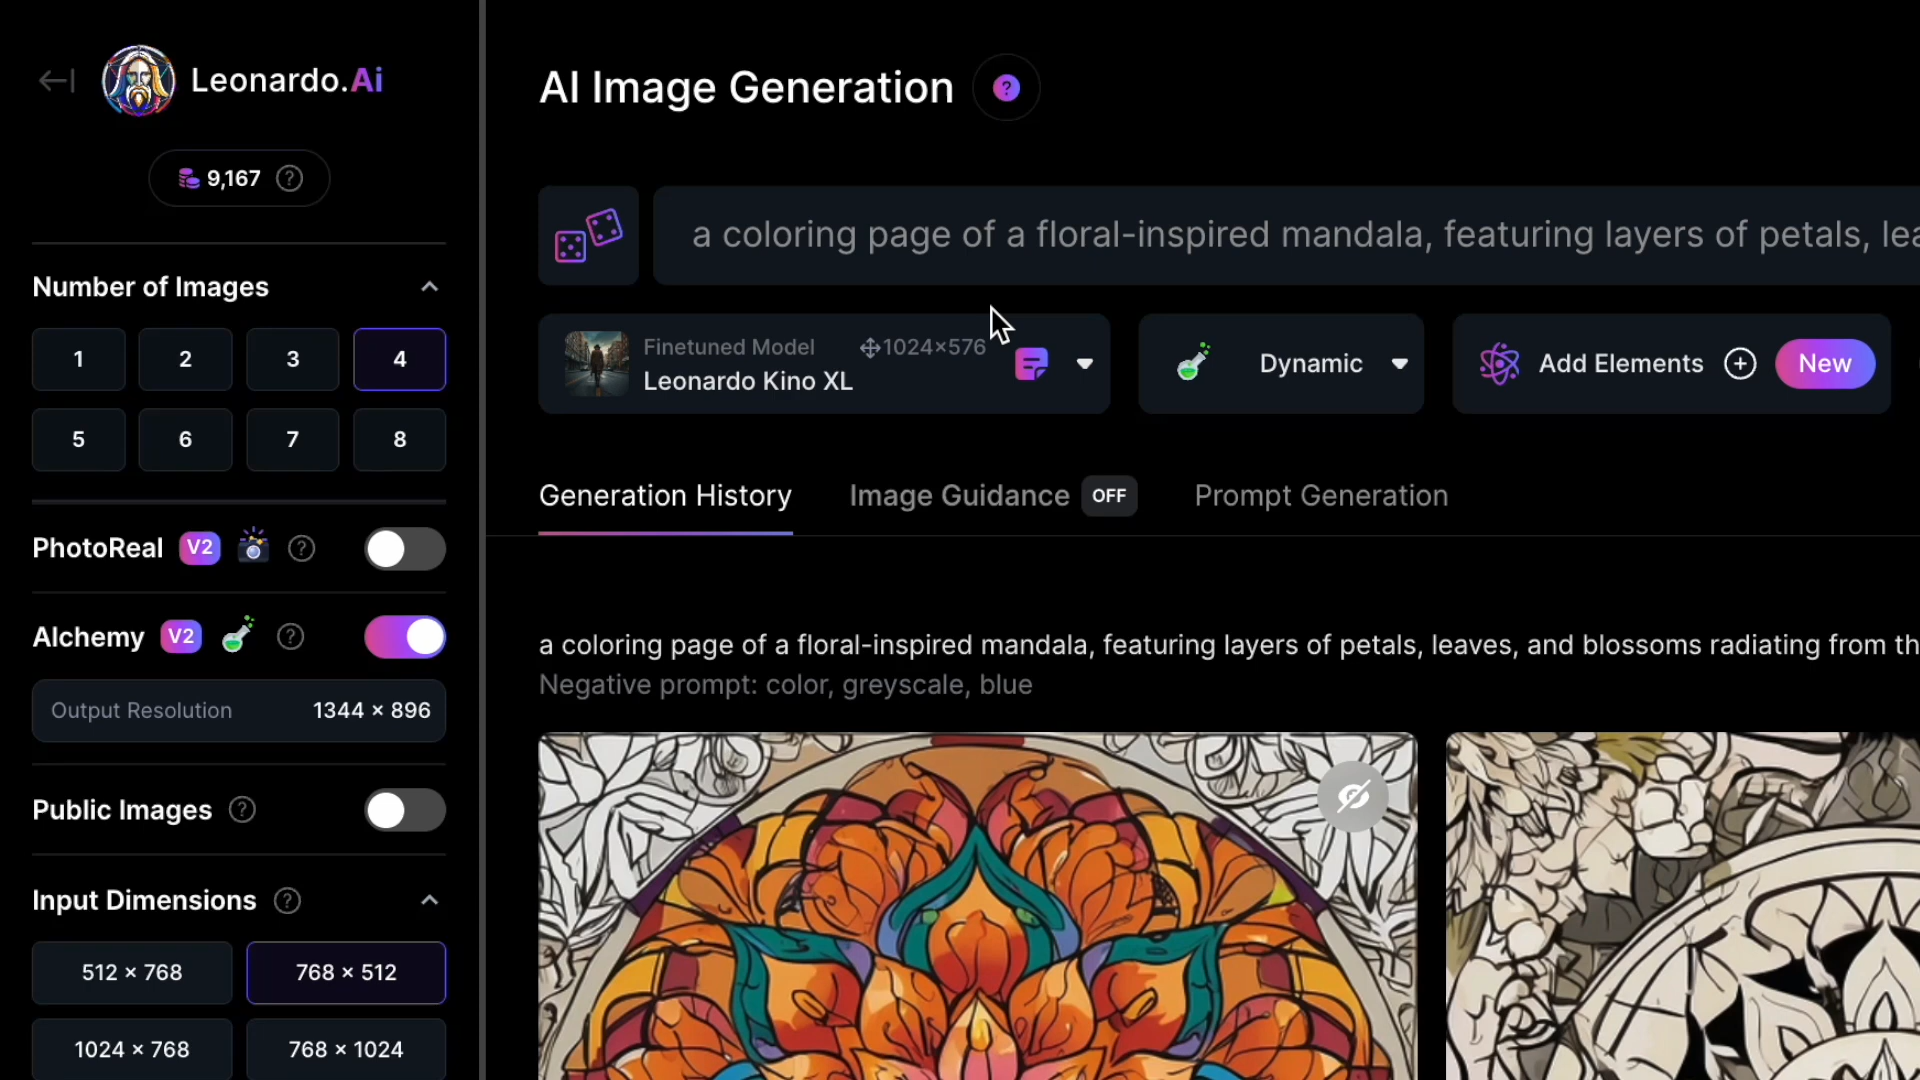 Leonardo.Ai
9,167 ?
Number of Images
1 2 3 4
5 6 7 8
PhotoReal V2 ?
Alchemy V2 ?
Output Resolution 1344 × 896
Public Images ?
Input Dimensions ?
512 × 768 768 × 512
1024 × 768 768 × 1024
AI Image Generation ?
a coloring page of a floral-inspired mandala, featuring layers of petals,
Finetuned Model 1024×576
Leonardo Kino XL
Dynamic
Add Elements New
Generation History Image Guidance OFF Prompt Generation
a coloring page of a floral-inspired mandala, featuring layers of petals, leaves, and blossoms radiating from
Negative prompt: color, greyscale, blue